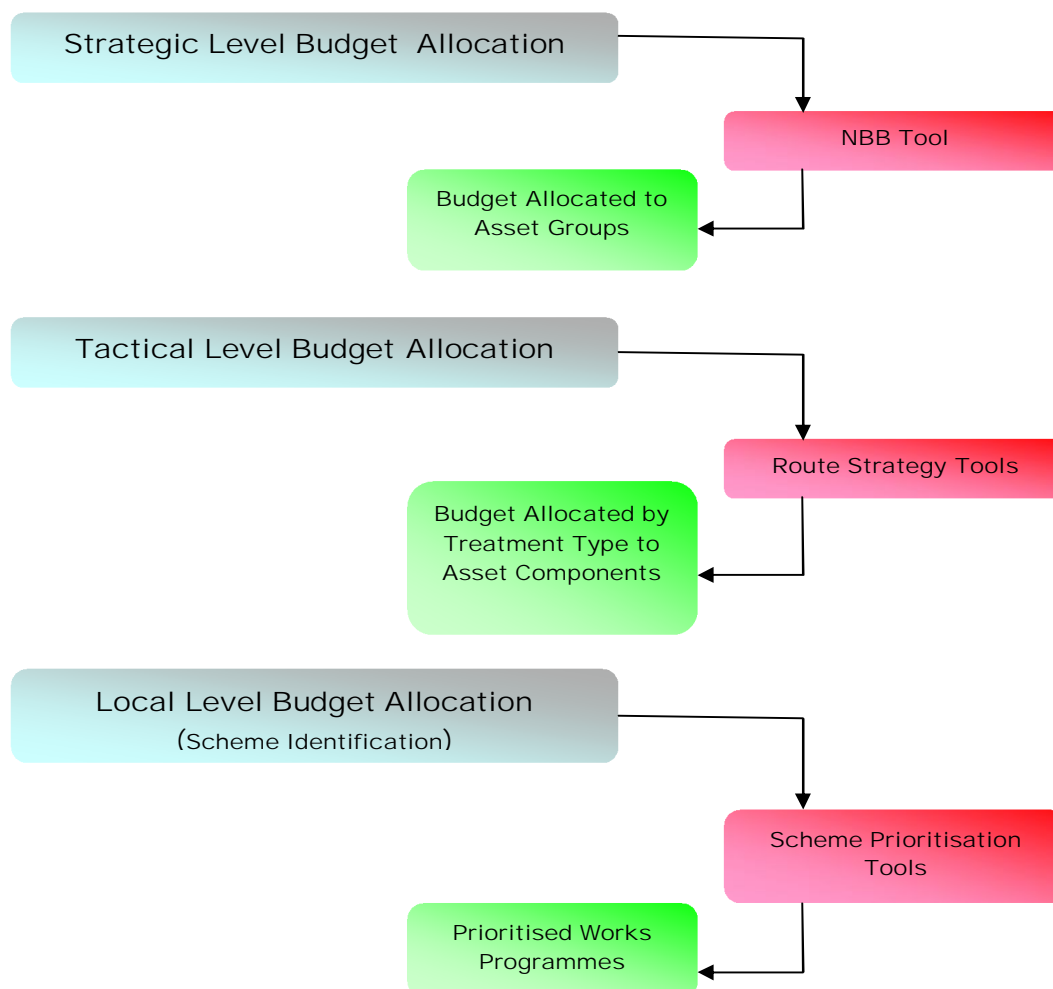 Strategic Level Budget Allocation
NBB Tool
Budget Allocated to
Asset Groups
Tactical Level Budget Allocation
Route Strategy Tools
Budget Allocated by
Treatment Type to
Asset Components
Local Level Budget Allocation
(Scheme Identification)
Scheme Prioritisation
Tools
Prioritised Works
Programmes